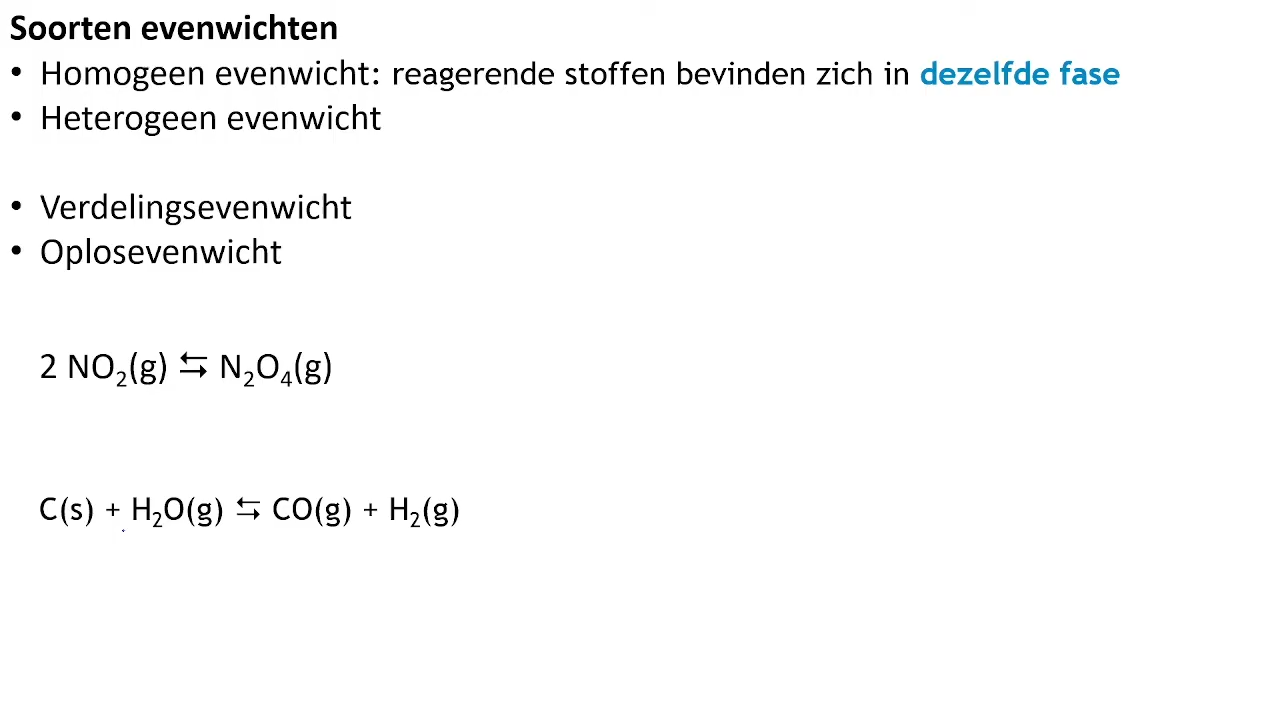 Soorten evenwichten
• Homogeen evenwicht: reagerende stoffen bevinden zich in dezelfde fase
• Heterogeen evenwicht
• Verdelingsevenwicht
• Oplosevenwicht
2 NO₂(g) ⇆ N₂O₄(g)
C(s) + H₂O(g) ⇆ CO(g) + H₂(g)